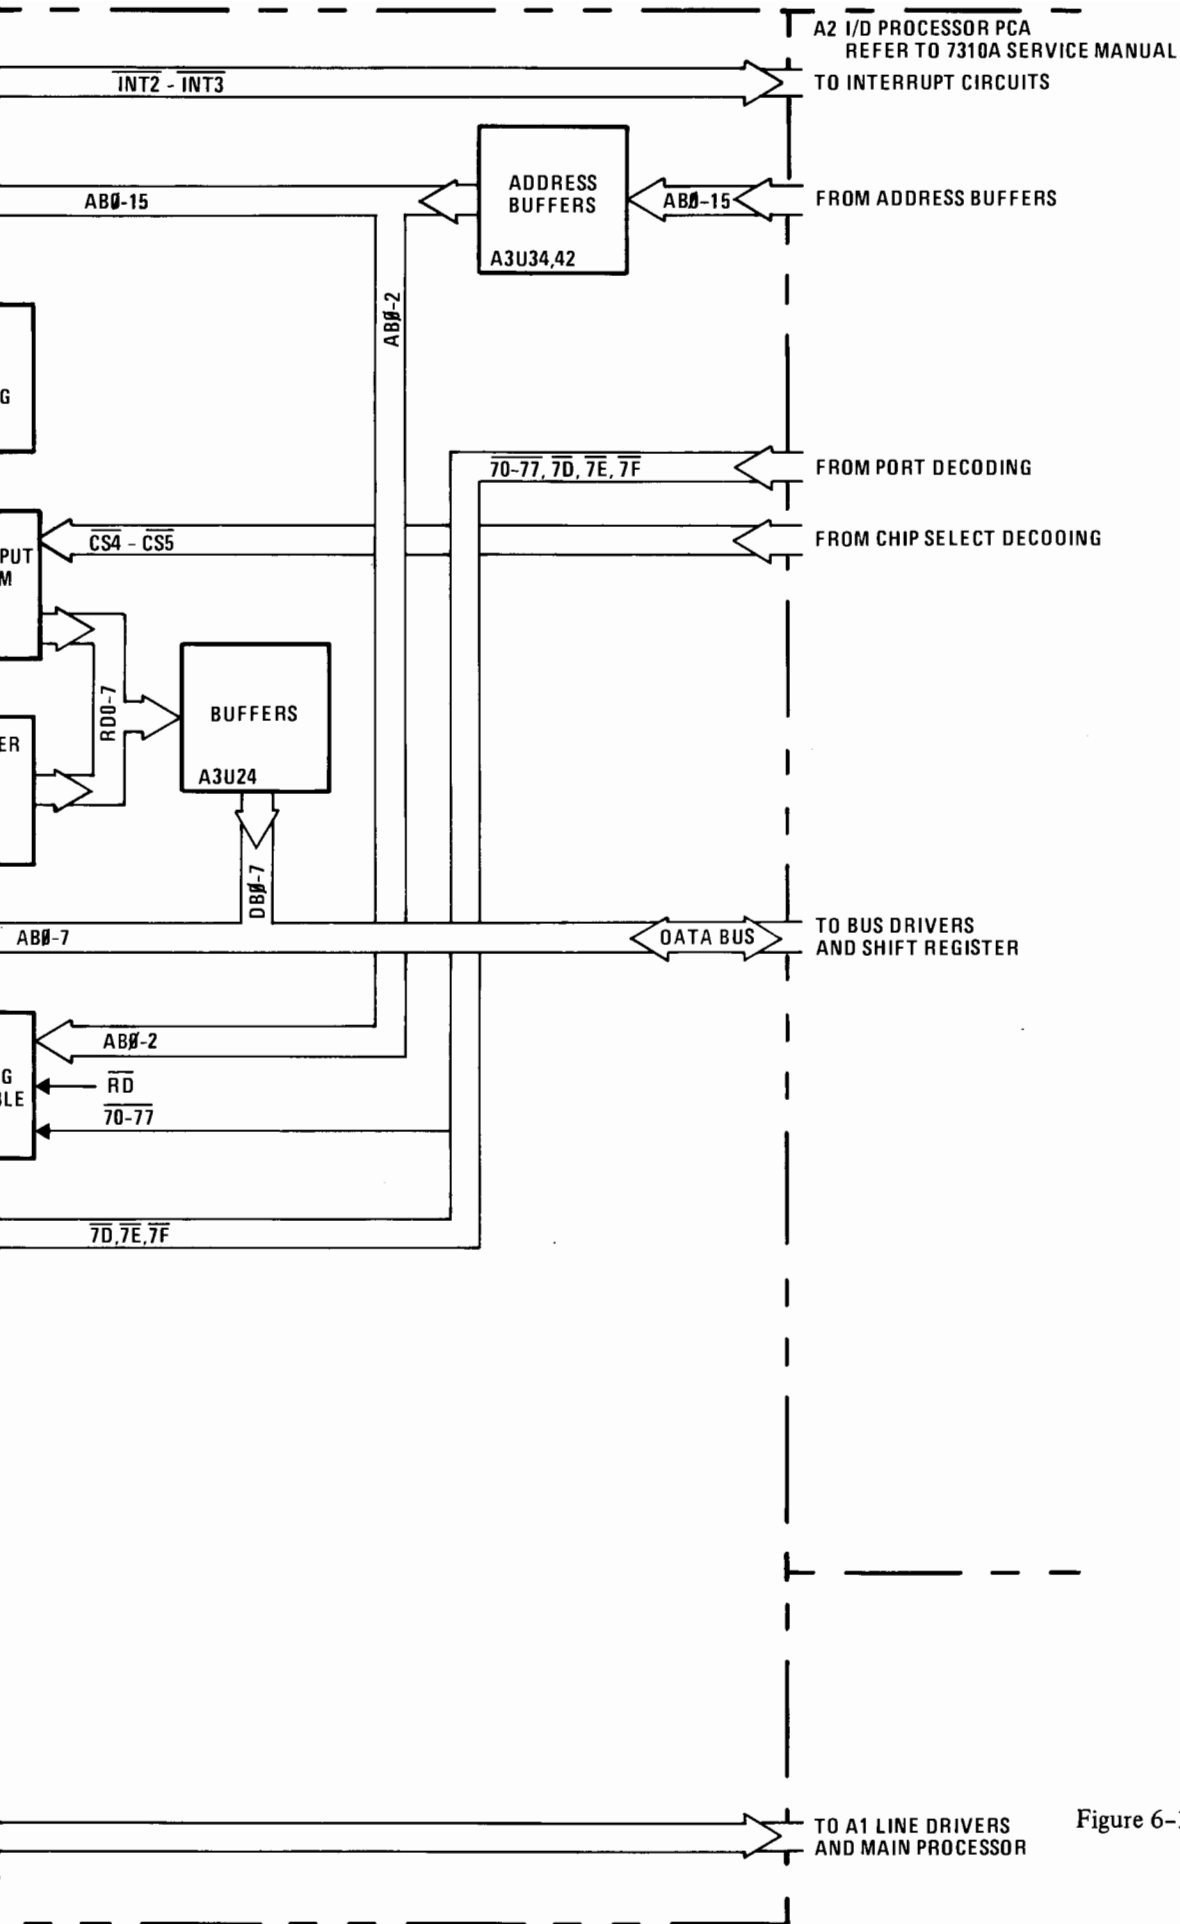 A2 I/D PROCESSOR PCA
REFER TO 7310A SERVICE MANUAL
INT2 - INT3
TO INTERRUPT CIRCUITS
ADDRESS
BUFFERS
A3U34,42
ABØ-15
ABØ-15
FROM ADDRESS BUFFERS
ABØ-2
G
70-77, 7D, 7E, 7F
FROM PORT DECODING
CS4 - CS5
FROM CHIP SELECT DECODING
PUT
M
RD0-7
BUFFERS
A3U24
ER
DBØ-7
ABØ-7
OATA BUS
TO BUS DRIVERS
AND SHIFT REGISTER
ABØ-2
G
LE
RD
70-77
7D,7E,7F
TO A1 LINE DRIVERS
AND MAIN PROCESSOR
Figure 6-